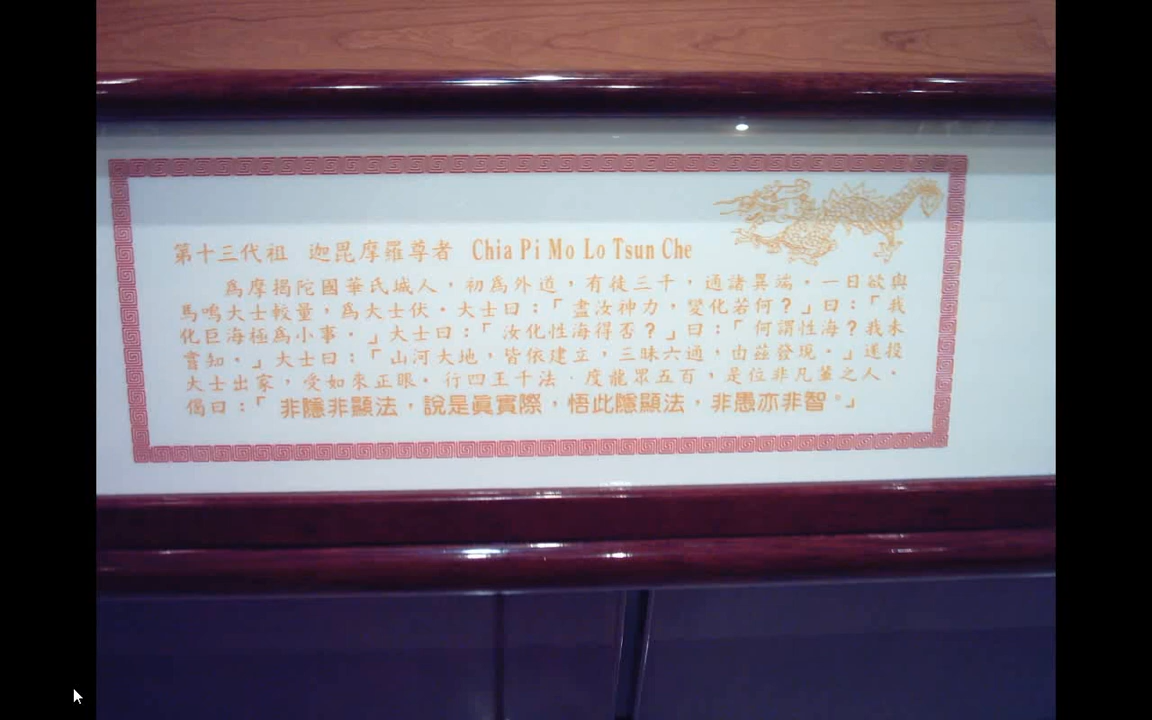 第十三代祖 迦毘摩羅尊者 Chia Pi Mo Lo Tsun Che
為摩揭陀國華氏城人，初為外道，有徒三千，通諸異端，一日欲與
馬鳴大士較量，為大士伏。大士曰：「盡汝神力，變化若何？」曰：「我
化巨海極為小事。」大士曰：「汝化性海得否？」曰：「何謂性海？我未
嘗知。」大士曰：「山河大地，皆依建立，三昧六通，由茲發現。」遂投
大士出家，受如來正眼。行四王千法，度龍眾五百，是位非凡輩之人。
偈曰：「非隱非顯法，說是眞實際，悟此隱顯法，非愚亦非智。」